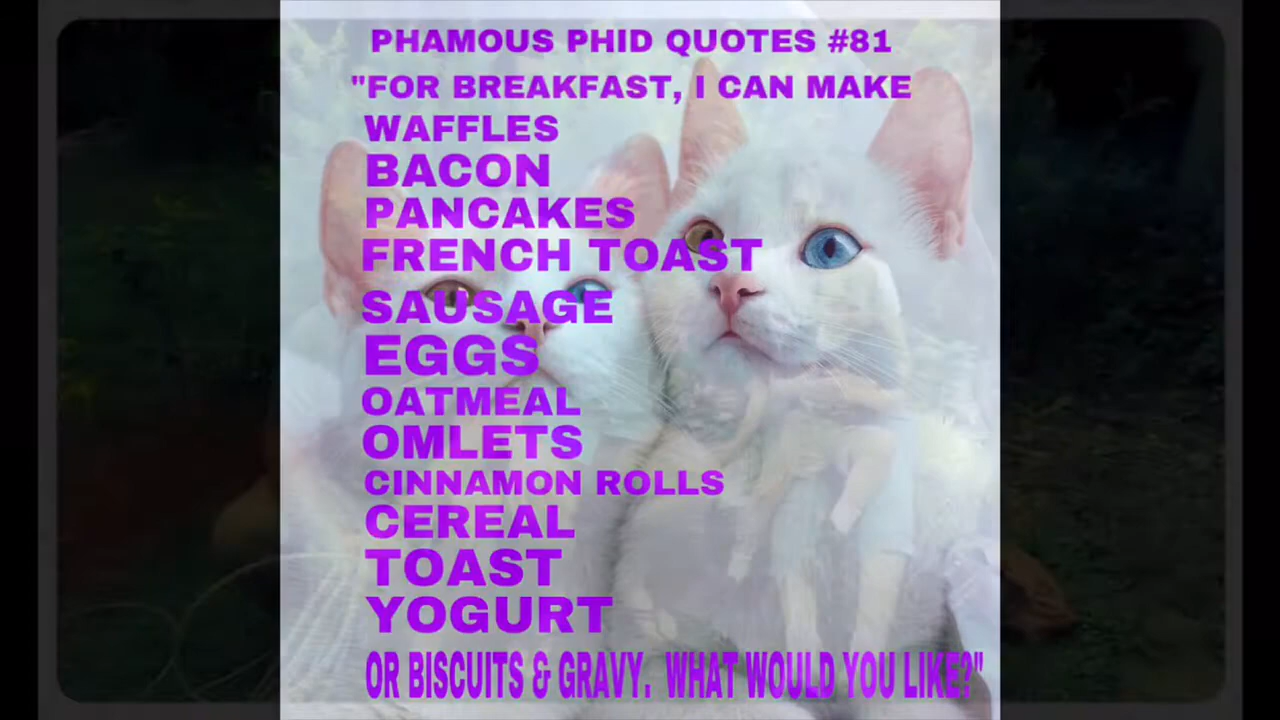 PHAMOUS PHID QUOTES #81
"FOR BREAKFAST, I CAN MAKE
WAFFLES
BACON
PANCAKES
FRENCH TOAST
SAUSAGE
EGGS
OATMEAL
OMLETS
CINNAMON ROLLS
CEREAL
TOAST
YOGURT
OR BISCUITS & GRAVY. WHAT WOULD YOU LIKE?"